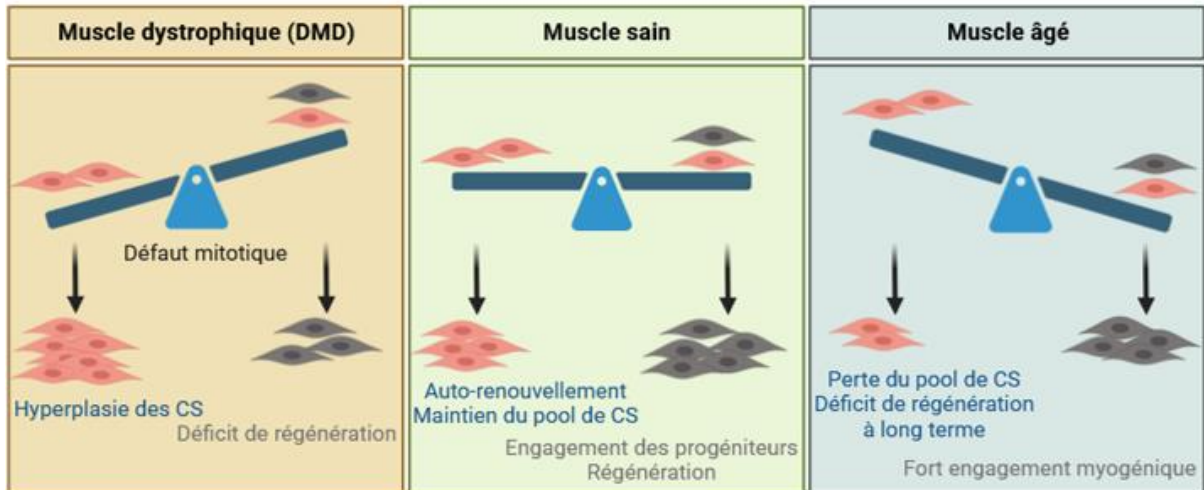 Muscle dystrophique (DMD)
Défaut mitotique
Hyperplasie des CS
Déficit de régénération
Muscle sain
Auto-renouvellement
Maintien du pool de CS
Engagement des progéniteurs
Régénération
Muscle âgé
Perte du pool de CS
Déficit de régénération
à long terme
Fort engagement myogénique